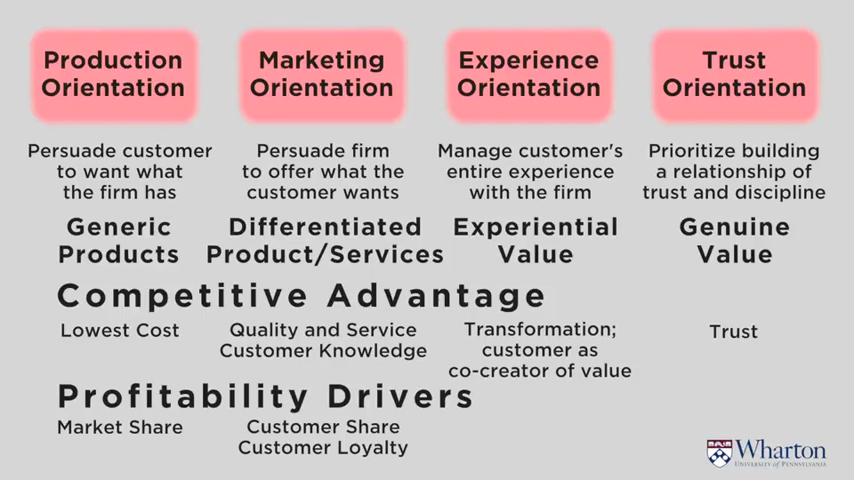 Production Orientation
Marketing Orientation
Experience Orientation
Trust Orientation
Persuade customer
to want what
the firm has
Persuade firm
to offer what the
customer wants
Manage customer's
entire experience
with the firm
Prioritize building
a relationship of
trust and discipline
Generic
Products
Differentiated
Product/Services
Experiential
Value
Genuine
Value
Competitive Advantage
Lowest Cost
Quality and Service
Customer Knowledge
Transformation;
customer as
co-creator of value
Trust
Profitability Drivers
Market Share
Customer Share
Customer Loyalty
Wharton
UNIVERSITY of PENNSYLVANIA